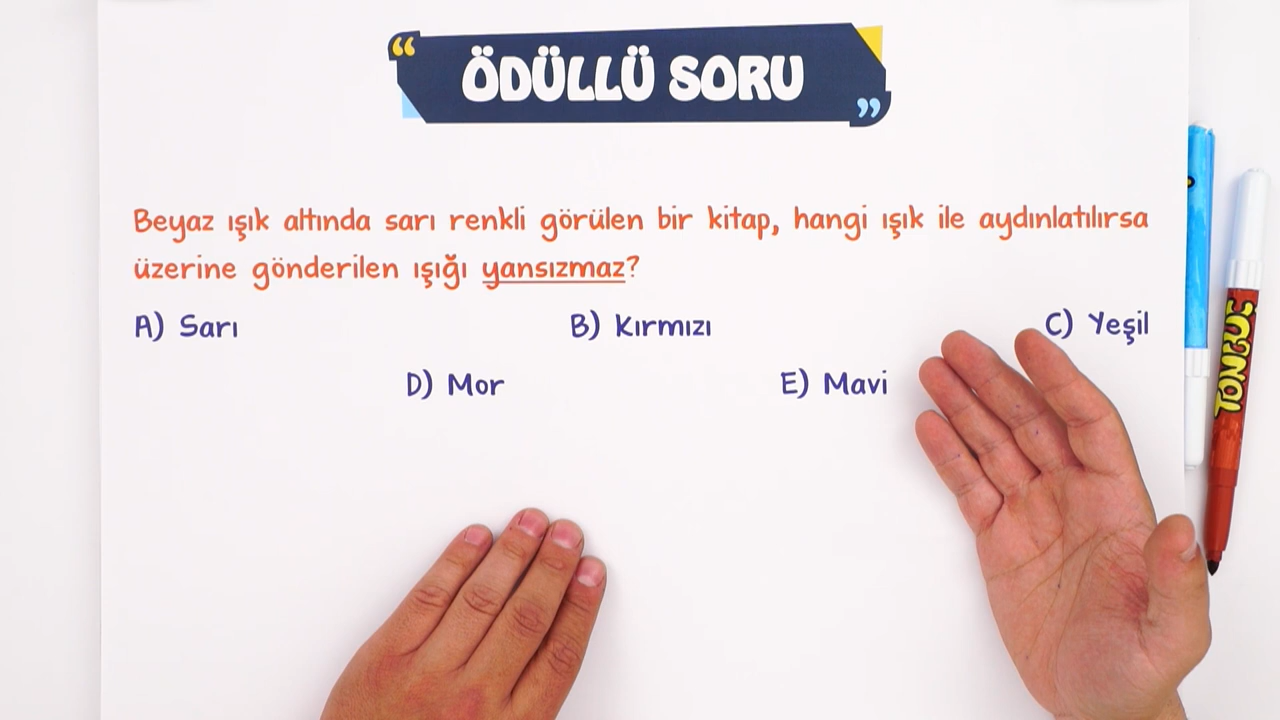 “ ÖDÜLLÜ SORU ”
Beyaz ışık altında sarı renkli görülen bir kitap, hangi ışık ile aydınlatılırsa
üzerine gönderilen ışığı yansızmaz?
A) Sarı B) Kırmızı C) Yeşil
D) Mor E) Mavi
TONGUÇ